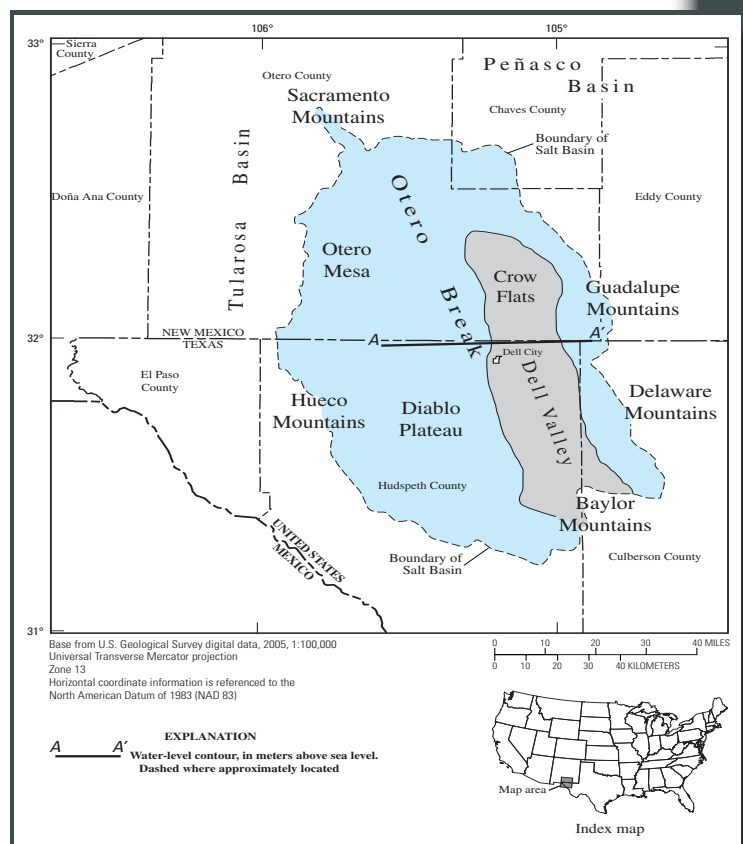 106°
105°
33°
Sierra
County
Otero County
Peñasco
Basin
Sacramento
Mountains
Chaves County
Boundary of
Salt Basin
Tularosa Basin
Doña Ana County
Otero Break
Eddy County
Otero
Mesa
Crow
Flats
Guadalupe
Mountains
32°
NEW MEXICO
TEXAS
A
A′
Dell City
El Paso
County
Dell Valley
Hueco
Mountains
Diablo
Plateau
Delaware
Mountains
Hudspeth County
Baylor
Mountains
UNITED STATES
MEXICO
Boundary of
Salt Basin
Culberson County
31°
Base from U.S. Geological Survey digital data, 2005, 1:100,000
Universal Transverse Mercator projection
Zone 13
Horizontal coordinate information is referenced to the
North American Datum of 1983 (NAD 83)
0 10 20 30 40 MILES
0 10 20 30 40 KILOMETERS
EXPLANATION
A A′ Water-level contour, in meters above sea level.
Dashed where approximately located
Map area
Index map